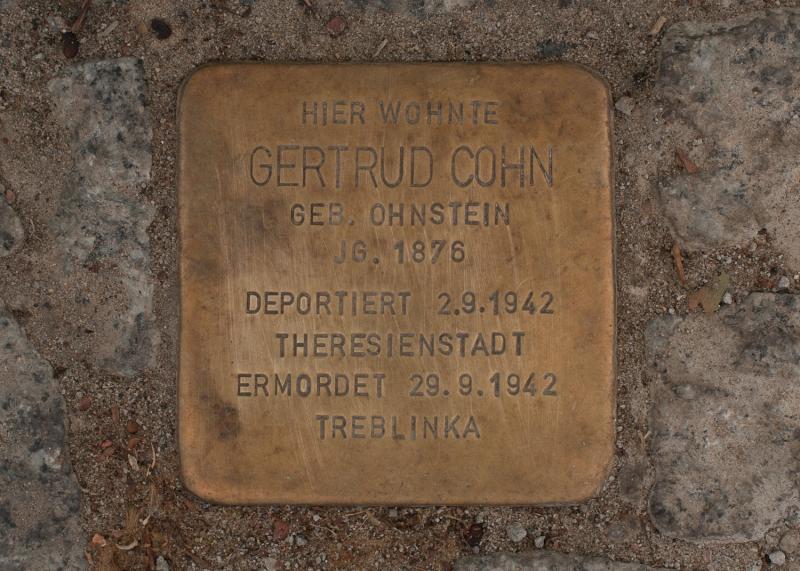 HIER WOHNTE
GERTRUD COHN
GEB. OHNSTEIN
JG. 1876
DEPORTIERT 2.9.1942
THERESIENSTADT
ERMORDET 29.9.1942
TREBLINKA